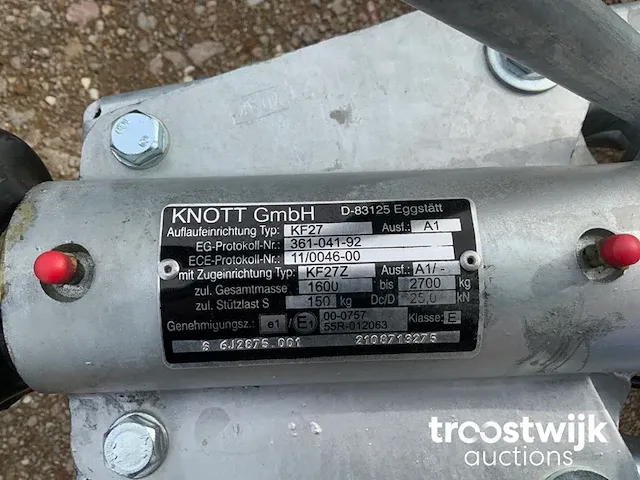 KNOTT GmbH D-83125 Eggstätt
Auflaufeinrichtung Typ: KF27 Ausf.: A1
EG-Protokoll-Nr.: 361-041-92
ECE-Protokoll-Nr.: 11/0046-00
mit Zugeinrichtung Typ: KF27Z Ausf.: A1/-
zul. Gesamtmasse 1600 bis 2700 kg
zul. Stützlast S 150 kg Dc/D 25,0 kN
Genehmigungsz.: e1 / E1 00-0757 Klasse: E
55R-012063
S 6J2875.001 2108713275
troostwijk
auctions